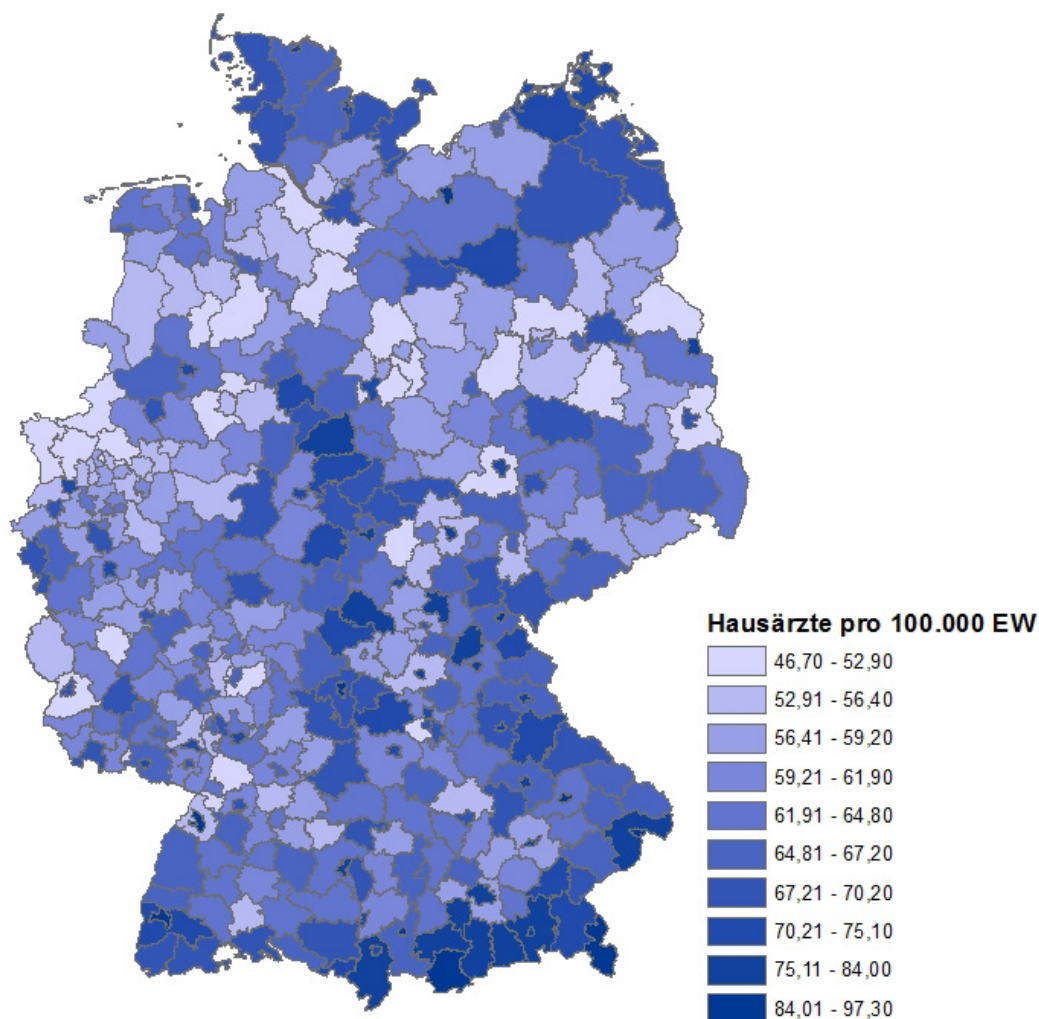 Hausärzte pro 100.000 EW
46,70 - 52,90
52,91 - 56,40
56,41 - 59,20
59,21 - 61,90
61,91 - 64,80
64,81 - 67,20
67,21 - 70,20
70,21 - 75,10
75,11 - 84,00
84,01 - 97,30